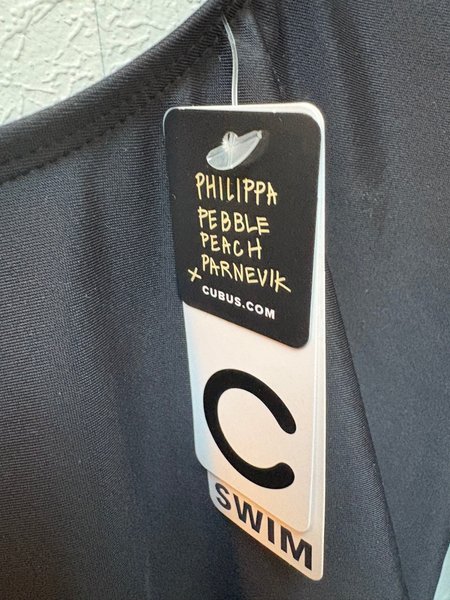 PHILIPPA
PEBBLE
PEACH
x PARNEVIK
CUBUS.COM
C
SWIM